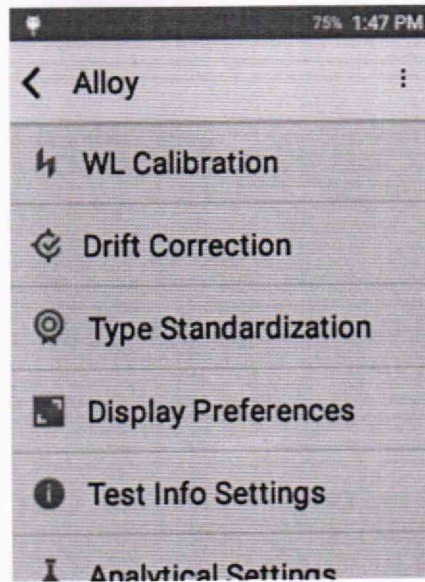 75% 1:47 PM
Alloy
WL Calibration
Drift Correction
Type Standardization
Display Preferences
Test Info Settings
Analytical Settings